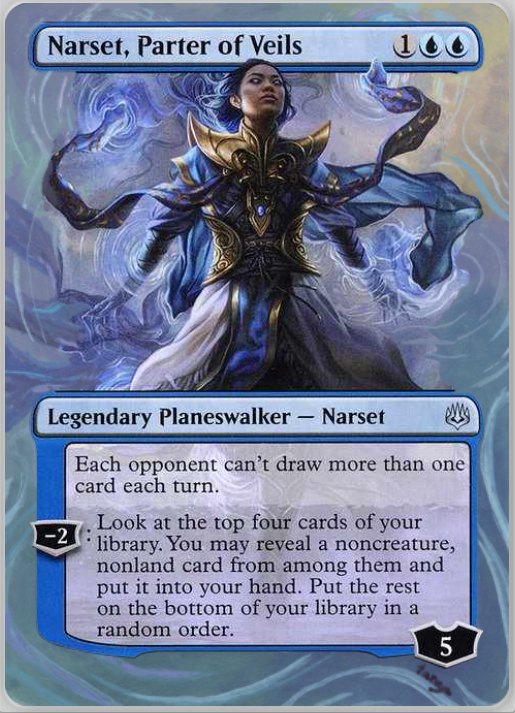 Narset, Parter of Veils 1
Legendary Planeswalker — Narset
Each opponent can't draw more than one
card each turn.
-2: Look at the top four cards of your
library. You may reveal a noncreature,
nonland card from among them and
put it into your hand. Put the rest
on the bottom of your library in a
random order.
5